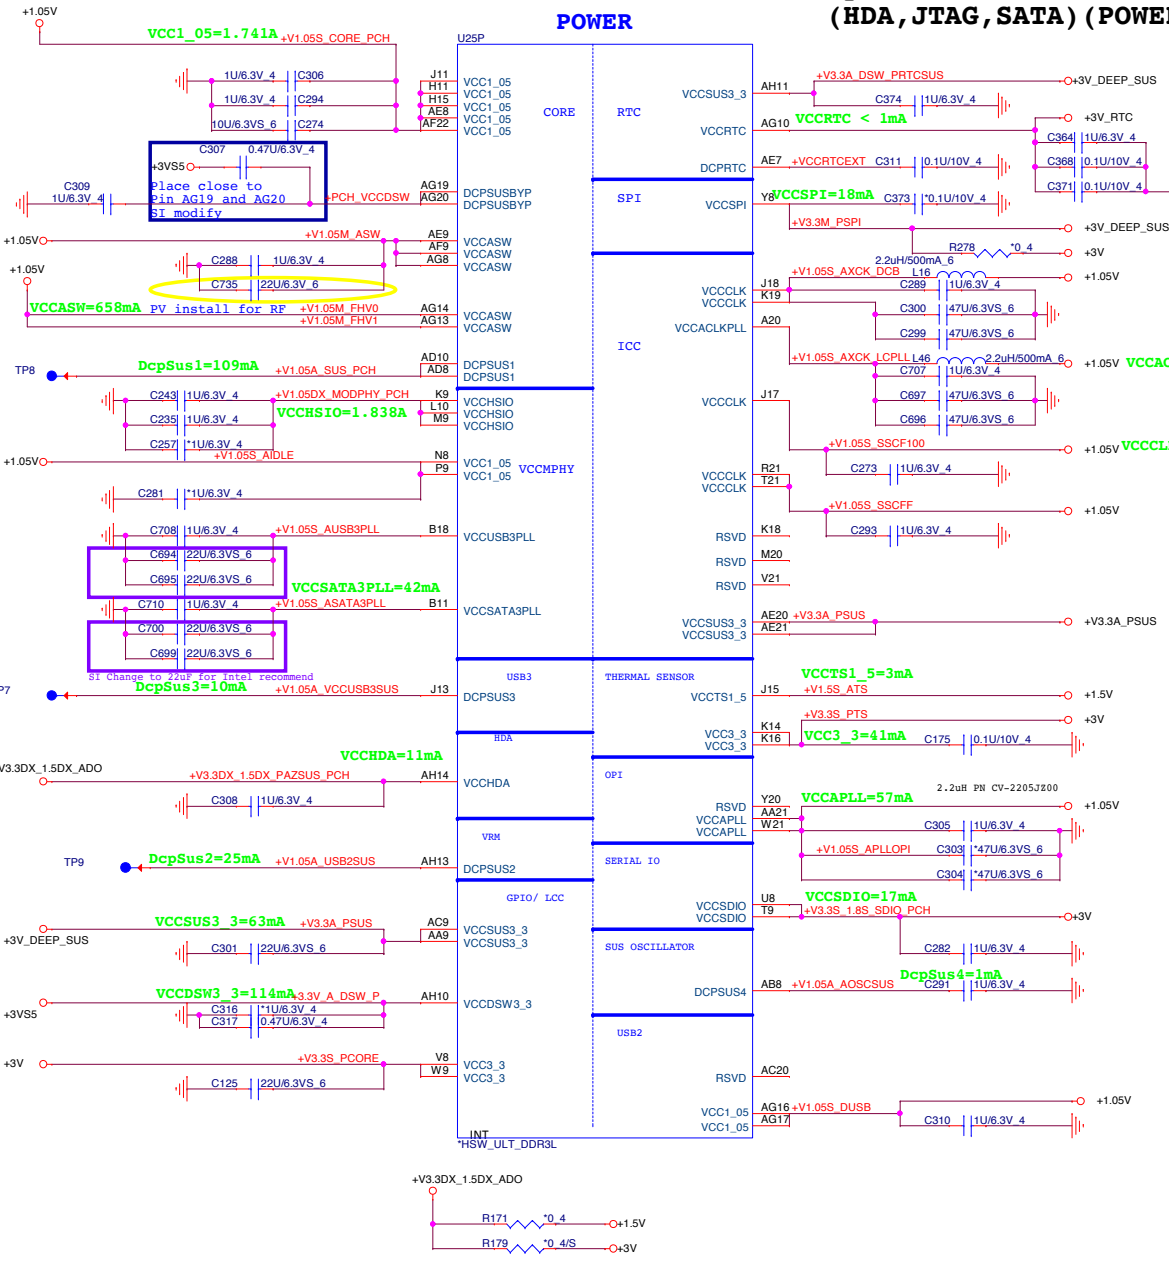 (HDA,JTAG,SATA)(POWE
POWER
+1.05V
VCC1_05=1.741A
+V1.05S_CORE_PCH
1U/6.3V_4 C306
1U/6.3V_4 C294
10U/6.3VS_6 C274
C307 0.47U/6.3V_4
+3VS5
Place close to
Pin AG19 and AG20
SI modify
C309
1U/6.3V_4
+PCH_VCCDSW
+1.05V
+V1.05M_ASW
+1.05V
C288 1U/6.3V_4
C735 22U/6.3V_6
VCCASW=658mA PV install for RF
+V1.05M_FHV0
+V1.05M_FHV1
TP8
DcpSus1=109mA
+V1.05A_SUS_PCH
C243 1U/6.3V_4
+V1.05DX_MODPHY_PCH
VCCHSIO=1.838A
C235 1U/6.3V_4
C257 *1U/6.3V_4
+1.05V
+V1.05S_AIDLE
C281 *1U/6.3V_4
C708 1U/6.3V_4
+V1.05S_AUSB3PLL
C694 22U/6.3VS_6
C695 22U/6.3VS_6
VCCSATA3PLL=42mA
C710 1U/6.3V_4
+V1.05S_ASATA3PLL
C700 22U/6.3VS_6
C699 22U/6.3VS_6
SI Change to 22uF for Intel recommend
P7
DcpSus3=10mA
+V1.05A_VCCUSB3SUS
VCCHDA=11mA
V3.3DX_1.5DX_ADO
+V3.3DX_1.5DX_PAZSUS_PCH
C308 1U/6.3V_4
TP9
DcpSus2=25mA
+V1.05A_USB2SUS
VCCSUS3_3=63mA
+V3.3A_PSUS
+3V_DEEP_SUS
C301 22U/6.3VS_6
VCCDSW3_3=114mA
+3.3V_A_DSW_P
+3VS5
C316 *1U/6.3V_4
C317 0.47U/6.3V_4
+3V
+V3.3S_PCORE
C125 22U/6.3VS_6
U25P
J11 VCC1_05
H11 VCC1_05
H15 VCC1_05
AE8 VCC1_05
AF22 VCC1_05
AG19 DCPSUSBYP
AG20 DCPSUSBYP
AE9 VCCASW
AF9 VCCASW
AG8 VCCASW
AG14 VCCASW
AG13 VCCASW
AD10 DCPSUS1
AD8 DCPSUS1
K9 VCCHSIO
L10 VCCHSIO
M9 VCCHSIO
N8 VCC1_05
P9 VCC1_05
B18 VCCUSB3PLL
B11 VCCSATA3PLL
J13 DCPSUS3
AH14 VCCHDA
AH13 DCPSUS2
AC9 VCCSUS3_3
AA9 VCCSUS3_3
AH10 VCCDSW3_3
V8 VCC3_3
W9 VCC3_3
INT
*HSW_ULT_DDR3L
CORE
VCCMPHY
USB3
HDA
VRM
GPIO/ LCC
RTC
SPI
ICC
THERMAL SENSOR
OPI
SERIAL IO
SUS OSCILLATOR
USB2
VCCSUS3_3 AH11
VCCRTC AG10
DCPRTC AE7
VCCSPI Y8
VCCCLK J18
VCCCLK K19
VCCACLKPLL A20
VCCCLK J17
VCCCLK R21
VCCCLK T21
RSVD K18
RSVD M20
RSVD V21
VCCSUS3_3 AE20
VCCSUS3_3 AE21
VCCTS1_5 J15
VCC3_3 K14
VCC3_3 K16
RSVD Y20
VCCAPLL AA21
VCCAPLL W21
VCCSDIO U8
VCCSDIO T9
DCPSUS4 AB8
RSVD AC20
VCC1_05 AG16
VCC1_05 AG17
+V3.3A_DSW_PRTCSUS
+3V_DEEP_SUS
C374 1U/6.3V_4
VCCRTC < 1mA
+3V_RTC
C364 1U/6.3V_4
C368 0.1U/10V_4
C371 0.1U/10V_4
+VCCRTCEXT C311 0.1U/10V_4
VCCSPI=18mA
C373 *0.1U/10V_4
+V3.3M_PSPI
+3V_DEEP_SUS
R278 *0_4
+3V
2.2uH/500mA_6
+V1.05S_AXCK_DCB L16
+1.05V
C289 1U/6.3V_4
C300 47U/6.3VS_6
C299 47U/6.3VS_6
+V1.05S_AXCK_LCPLL L46 2.2uH/500mA_6
+1.05V VCCAC
C707 1U/6.3V_4
C697 47U/6.3VS_6
C696 47U/6.3VS_6
+V1.05S_SSCF100
+1.05V VCCCL
C273 1U/6.3V_4
+V1.05S_SSCFF
+1.05V
C293 1U/6.3V_4
+V3.3A_PSUS
+V3.3A_PSUS
VCCTS1_5=3mA
+V1.5S_ATS
+1.5V
+V3.3S_PTS
+3V
VCC3_3=41mA
C175 0.1U/10V_4
2.2uH PN CV-2205JZ00
VCCAPLL=57mA
+1.05V
C305 1U/6.3V_4
+V1.05S_APLLOPI
C303 *47U/6.3VS_6
C304 *47U/6.3VS_6
VCCSDIO=17mA
+V3.3S_1.8S_SDIO_PCH
+3V
C282 1U/6.3V_4
DcpSus4=1mA
+V1.05A_AOSCSUS
C291 1U/6.3V_4
+V1.05S_DUSB
+1.05V
C310 1U/6.3V_4
+V3.3DX_1.5DX_ADO
R171 *0_4 +1.5V
R179 *0_4/S +3V